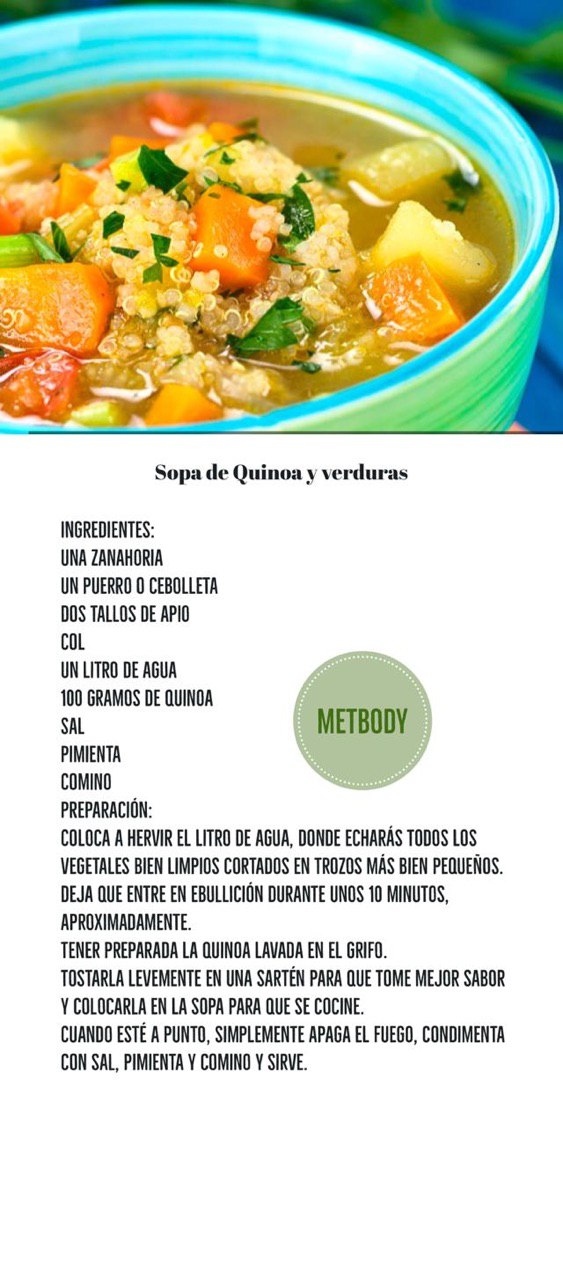 Sopa de Quinoa y verduras
INGREDIENTES:
UNA ZANAHORIA
UN PUERRO O CEBOLLETA
DOS TALLOS DE APIO
COL
UN LITRO DE AGUA
100 GRAMOS DE QUINOA
SAL
PIMIENTA
COMINO
METBODY
PREPARACIÓN:
COLOCA A HERVIR EL LITRO DE AGUA, DONDE ECHARÁS TODOS LOS
VEGETALES BIEN LIMPIOS CORTADOS EN TROZOS MÁS BIEN PEQUEÑOS.
DEJA QUE ENTRE EN EBULLICIÓN DURANTE UNOS 10 MINUTOS,
APROXIMADAMENTE.
TENER PREPARADA LA QUINOA LAVADA EN EL GRIFO.
TOSTARLA LEVEMENTE EN UNA SARTÉN PARA QUE TOME MEJOR SABOR
Y COLOCARLA EN LA SOPA PARA QUE SE COCINE.
CUANDO ESTÉ A PUNTO, SIMPLEMENTE APAGA EL FUEGO, CONDIMENTA
CON SAL, PIMIENTA Y COMINO Y SIRVE.